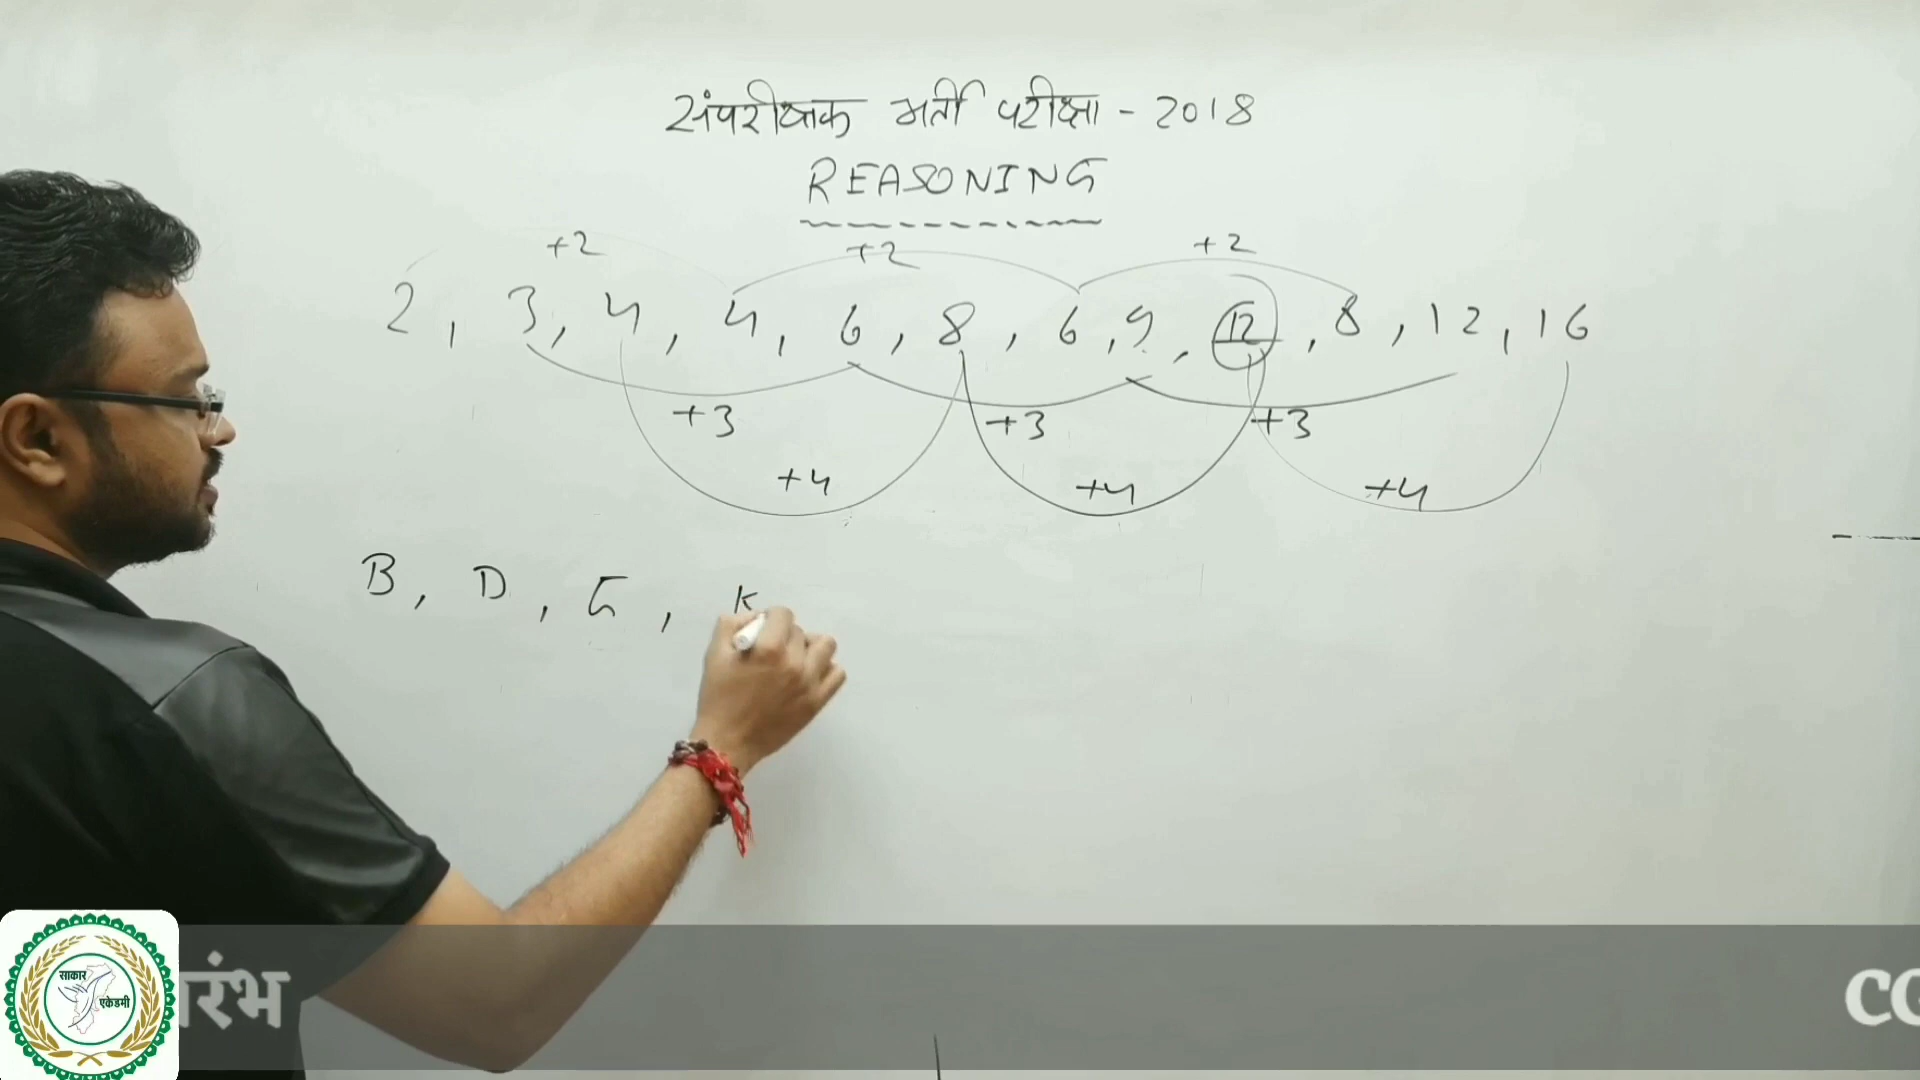 संपरीक्षक भर्ती परीक्षा - 2018
REASONING
+2 +2 +2
2, 3, 4, 4, 6, 8, 6, 9, 12, 8, 12, 16
+3 +3 +3
+4 +4 +4
B, D, G, K
साकार
एकेडमी
रंभ
CG